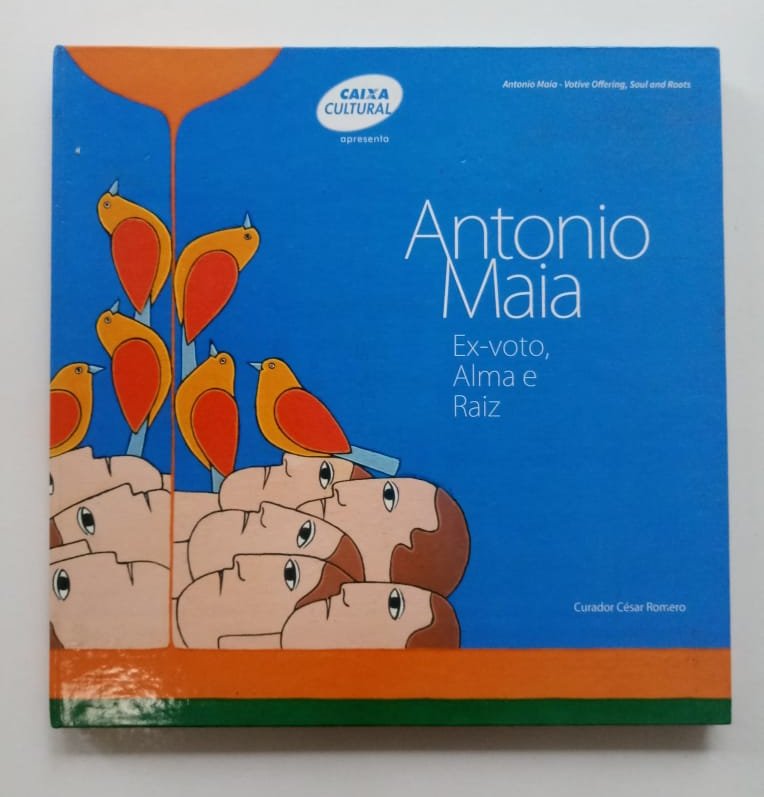 CAIXA
CULTURAL
apresenta
Antonio Maia - Votive Offering, Soul and Roots
Antonio
Maia
Ex-voto,
Alma e
Raiz
Curador César Romero